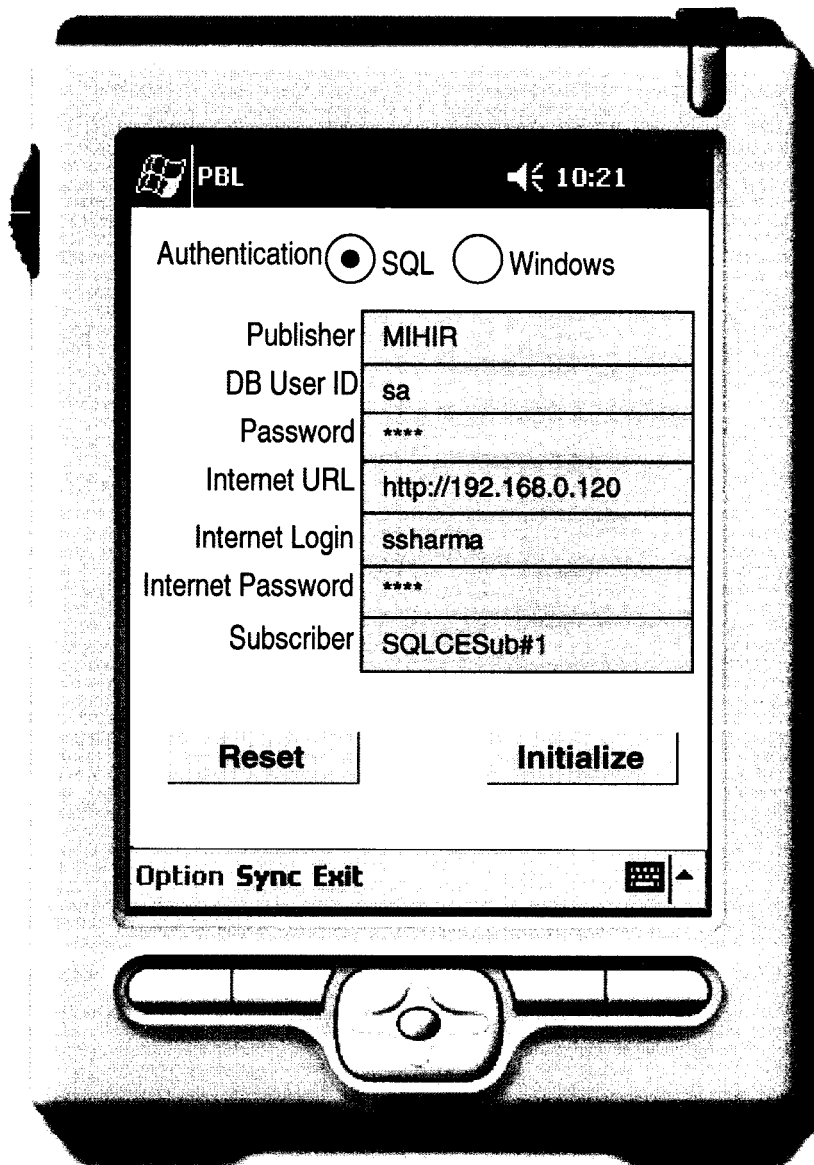 PBL 10:21
Authentication SQL Windows
Publisher MIHIR
DB User ID sa
Password ****
Internet URL http://192.168.0.120
Internet Login ssharma
Internet Password ****
Subscriber SQLCESub#1
Reset Initialize
Option Sync Exit